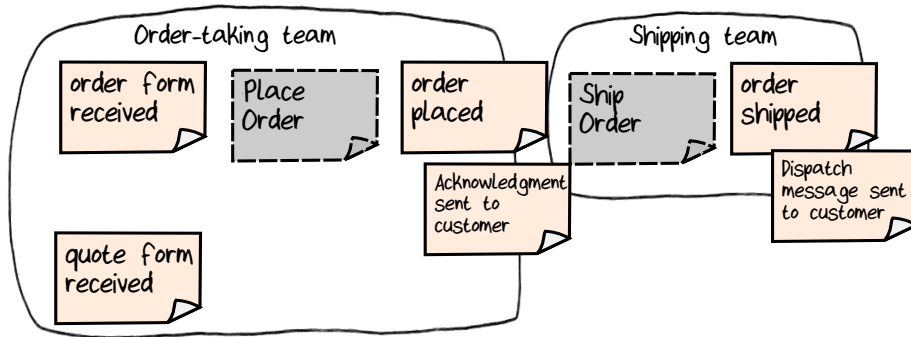 Order-taking team
order form
received
Place
Order
order
placed
Acknowledgment
sent to
customer
quote form
received
Shipping team
Ship
Order
order
shipped
Dispatch
message sent
to customer